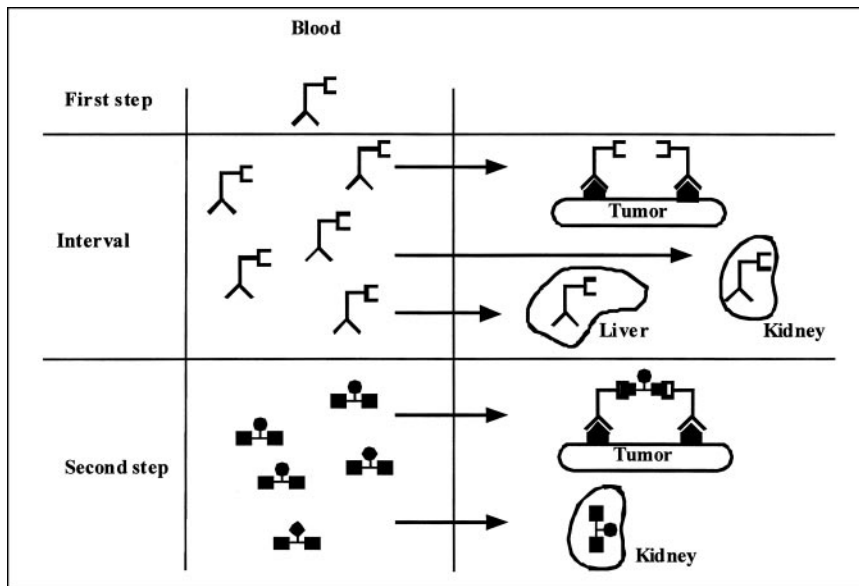 Blood
First step
Tumor
Interval
Liver
Kidney
Tumor
Second step
Kidney